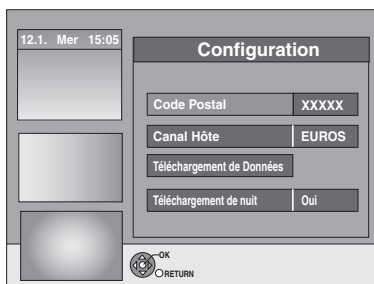 12.1. Mer 15:05
Configuration
Code Postal XXXXX
Canal Hôte EUROS
Téléchargement de Données
Téléchargement de nuit Oui
OK
RETURN